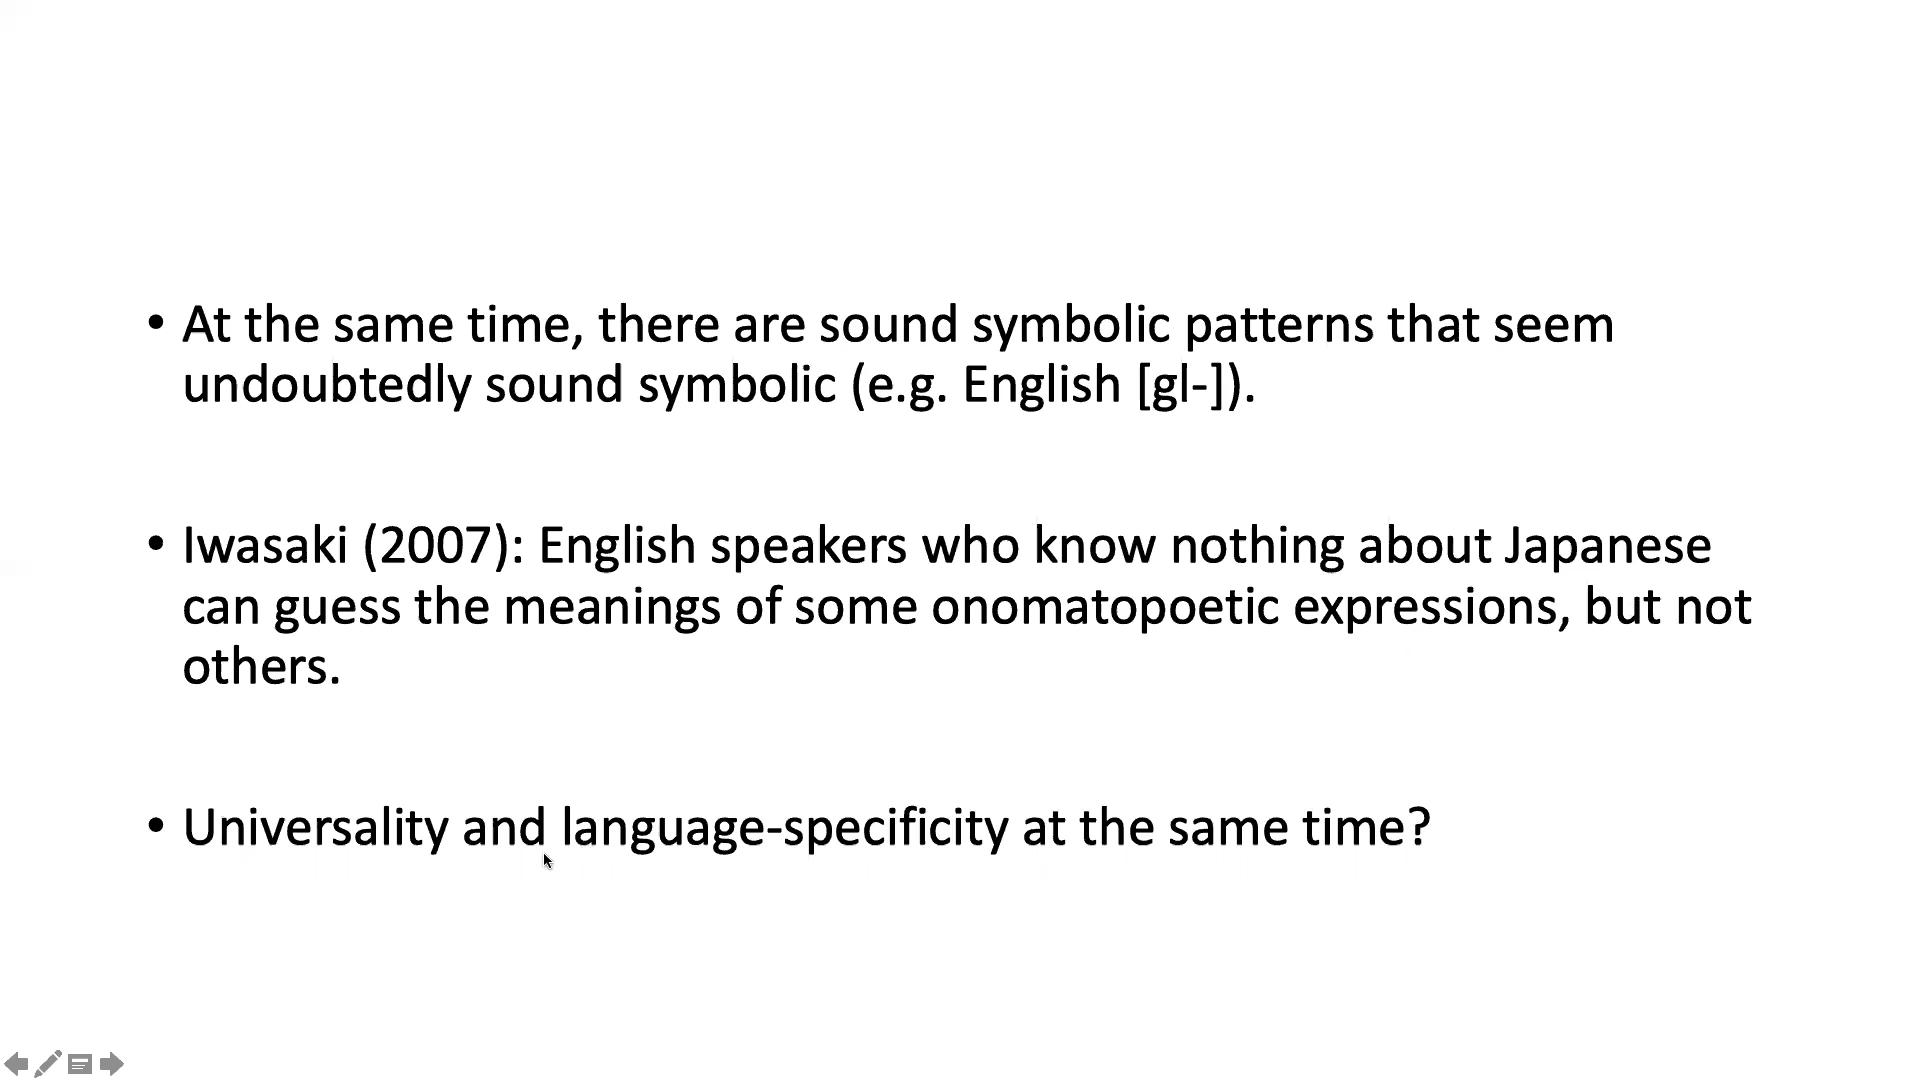 • At the same time, there are sound symbolic patterns that seem
undoubtedly sound symbolic (e.g. English [gl-]).
• Iwasaki (2007): English speakers who know nothing about Japanese
can guess the meanings of some onomatopoetic expressions, but not
others.
• Universality and language-specificity at the same time?